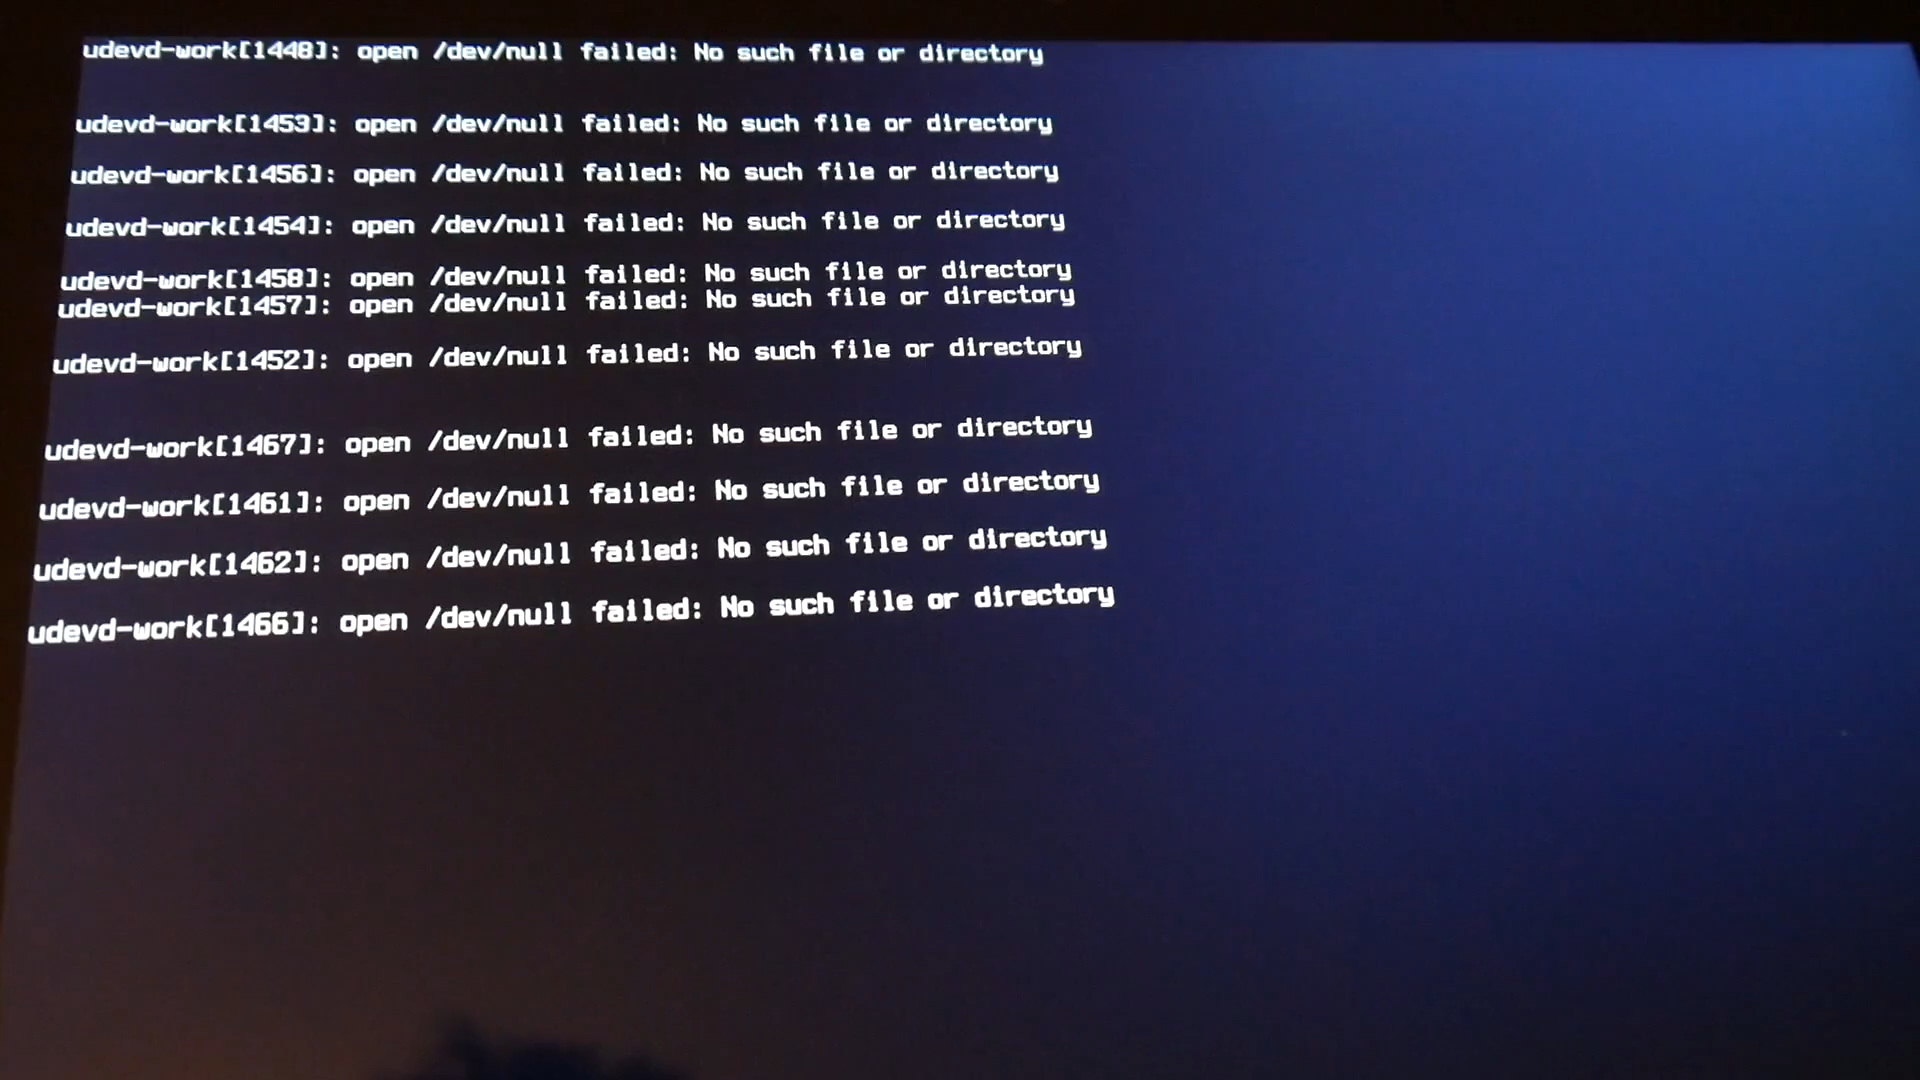 udevd-work[1448]: open /dev/null failed: No such file or directory
udevd-work[1453]: open /dev/null failed: No such file or directory
udevd-work[1456]: open /dev/null failed: No such file or directory
udevd-work[1454]: open /dev/null failed: No such file or directory
udevd-work[1458]: open /dev/null failed: No such file or directory
udevd-work[1457]: open /dev/null failed: No such file or directory
udevd-work[1452]: open /dev/null failed: No such file or directory
udevd-work[1467]: open /dev/null failed: No such file or directory
udevd-work[1461]: open /dev/null failed: No such file or directory
udevd-work[1462]: open /dev/null failed: No such file or directory
udevd-work[1466]: open /dev/null failed: No such file or directory